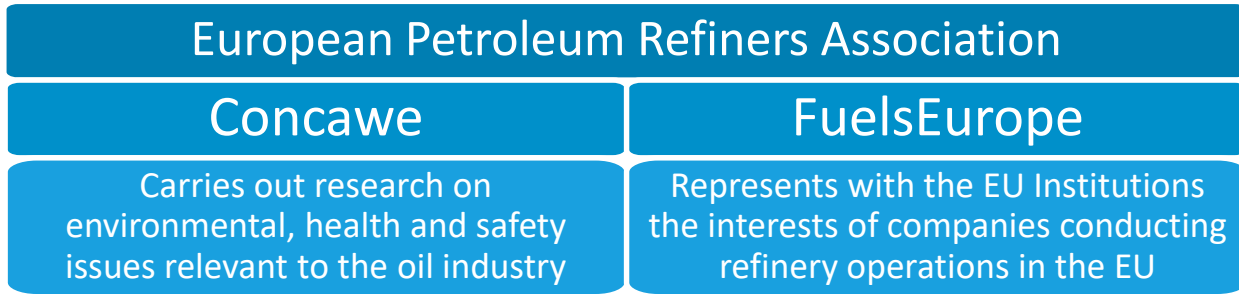 European Petroleum Refiners Association
Concawe
FuelsEurope
Carries out research on
environmental, health and safety
issues relevant to the oil industry
Represents with the EU Institutions
the interests of companies conducting
refinery operations in the EU